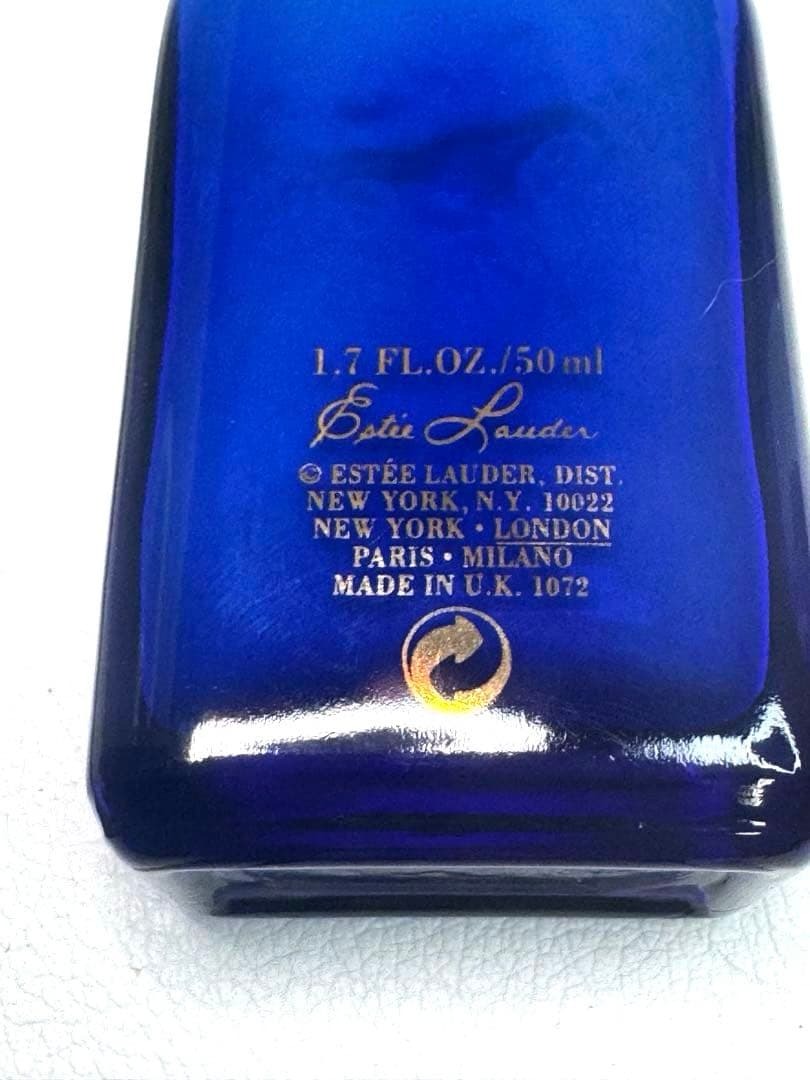 1.7 FL.OZ./50 ml
Estée Lauder
© ESTÉE LAUDER, DIST.
NEW YORK, N.Y. 10022
NEW YORK • LONDON
PARIS • MILANO
MADE IN U.K. 1072